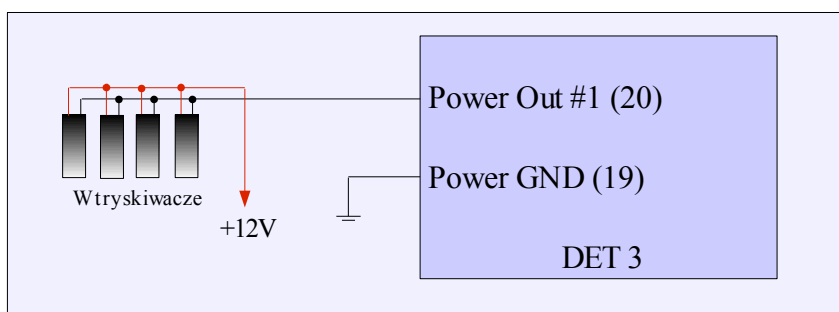 Power Out #1 (20)
Power GND (19)
Wtryskiwacze
+12V
DET 3